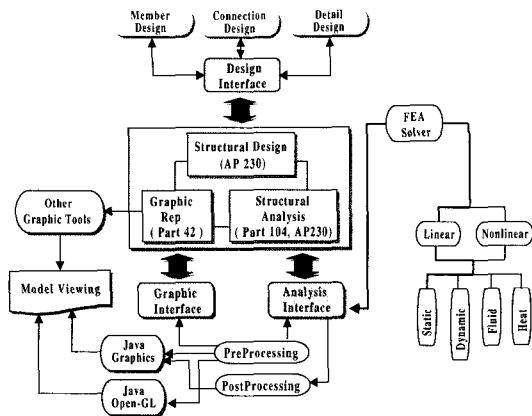 Member
Design
Connection
Design
Detail
Design
Design
Interface
FEA
Solver
Structural Design
(AP 230)
Other
Graphic Tools
Graphic
Rep
( Part 42 )
Structural
Analysis
(Part 104, AP230)
Linear
Nonlinear
Model Viewing
Graphic
Interface
Analysis
Interface
Static
Dynamic
Fluid
Heat
Java
Graphics
PreProcessing
PostProcessing
Java
Open-GL